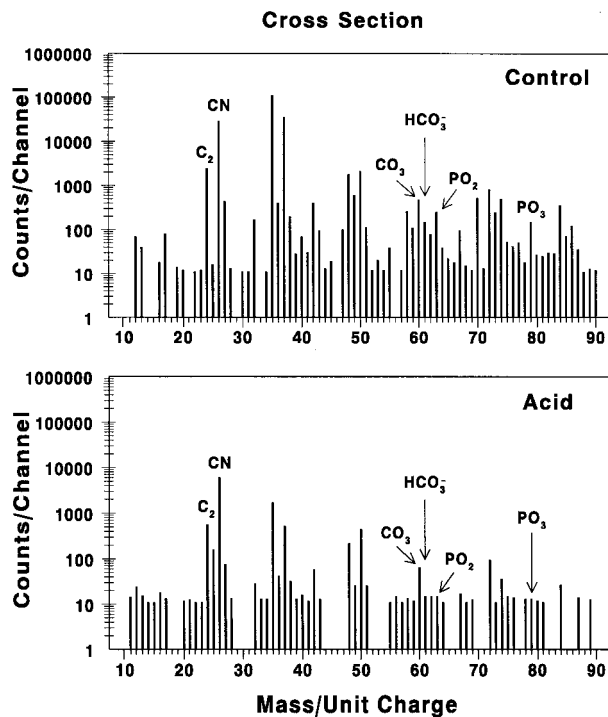 Cross Section
Control
Counts/Channel
1000000
100000
10000
1000
100
10
1
CN
C₂
HCO₃⁻
CO₃
PO₂
PO₃
10 20 30 40 50 60 70 80 90
Acid
Counts/Channel
1000000
100000
10000
1000
100
10
1
CN
C₂
HCO₃⁻
CO₃
PO₂
PO₃
10 20 30 40 50 60 70 80 90
Mass/Unit Charge